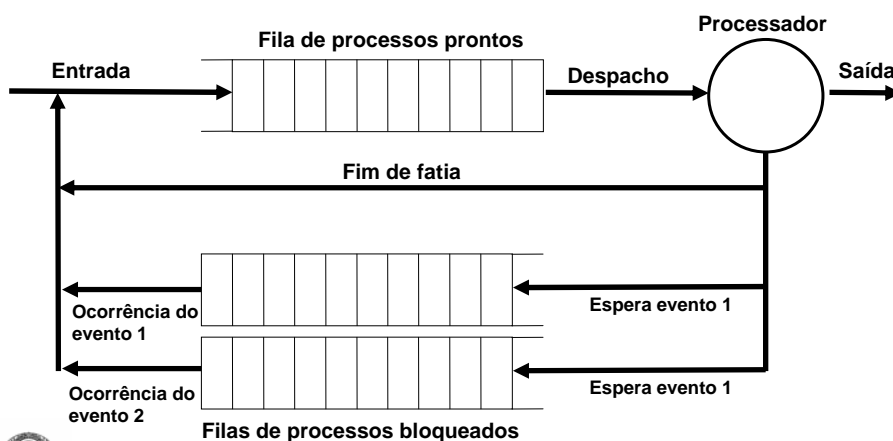 Processador
Fila de processos prontos
Entrada
Despacho
Saída
Fim de fatia
Ocorrência do
evento 1
Espera evento 1
Ocorrência do
evento 2
Espera evento 1
Filas de processos bloqueados